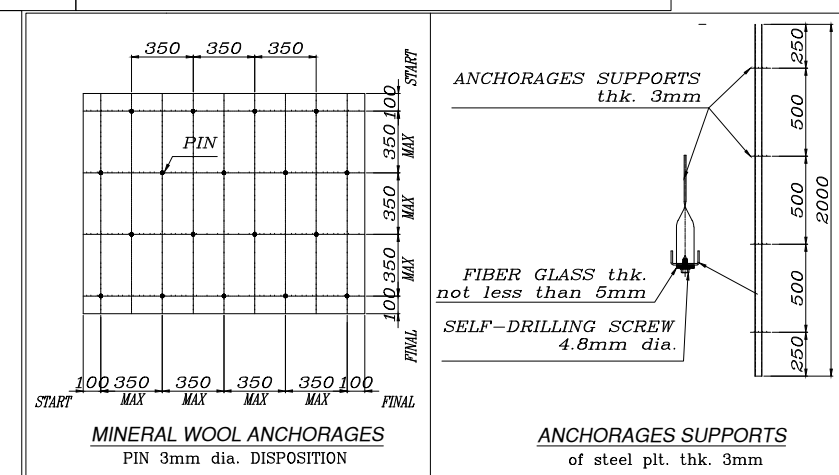 350 350 350
START
100
350 MAX
PIN
350 MAX
350 MAX
100
FINAL
100 350 350 350 350 100
START MAX MAX MAX MAX FINAL
MINERAL WOOL ANCHORAGES
PIN 3mm dia. DISPOSITION
ANCHORAGES SUPPORTS
thk. 3mm
250
500
500
2000
500
250
FIBER GLASS thk.
not less than 5mm
SELF-DRILLING SCREW
4.8mm dia.
ANCHORAGES SUPPORTS
of steel plt. thk. 3mm